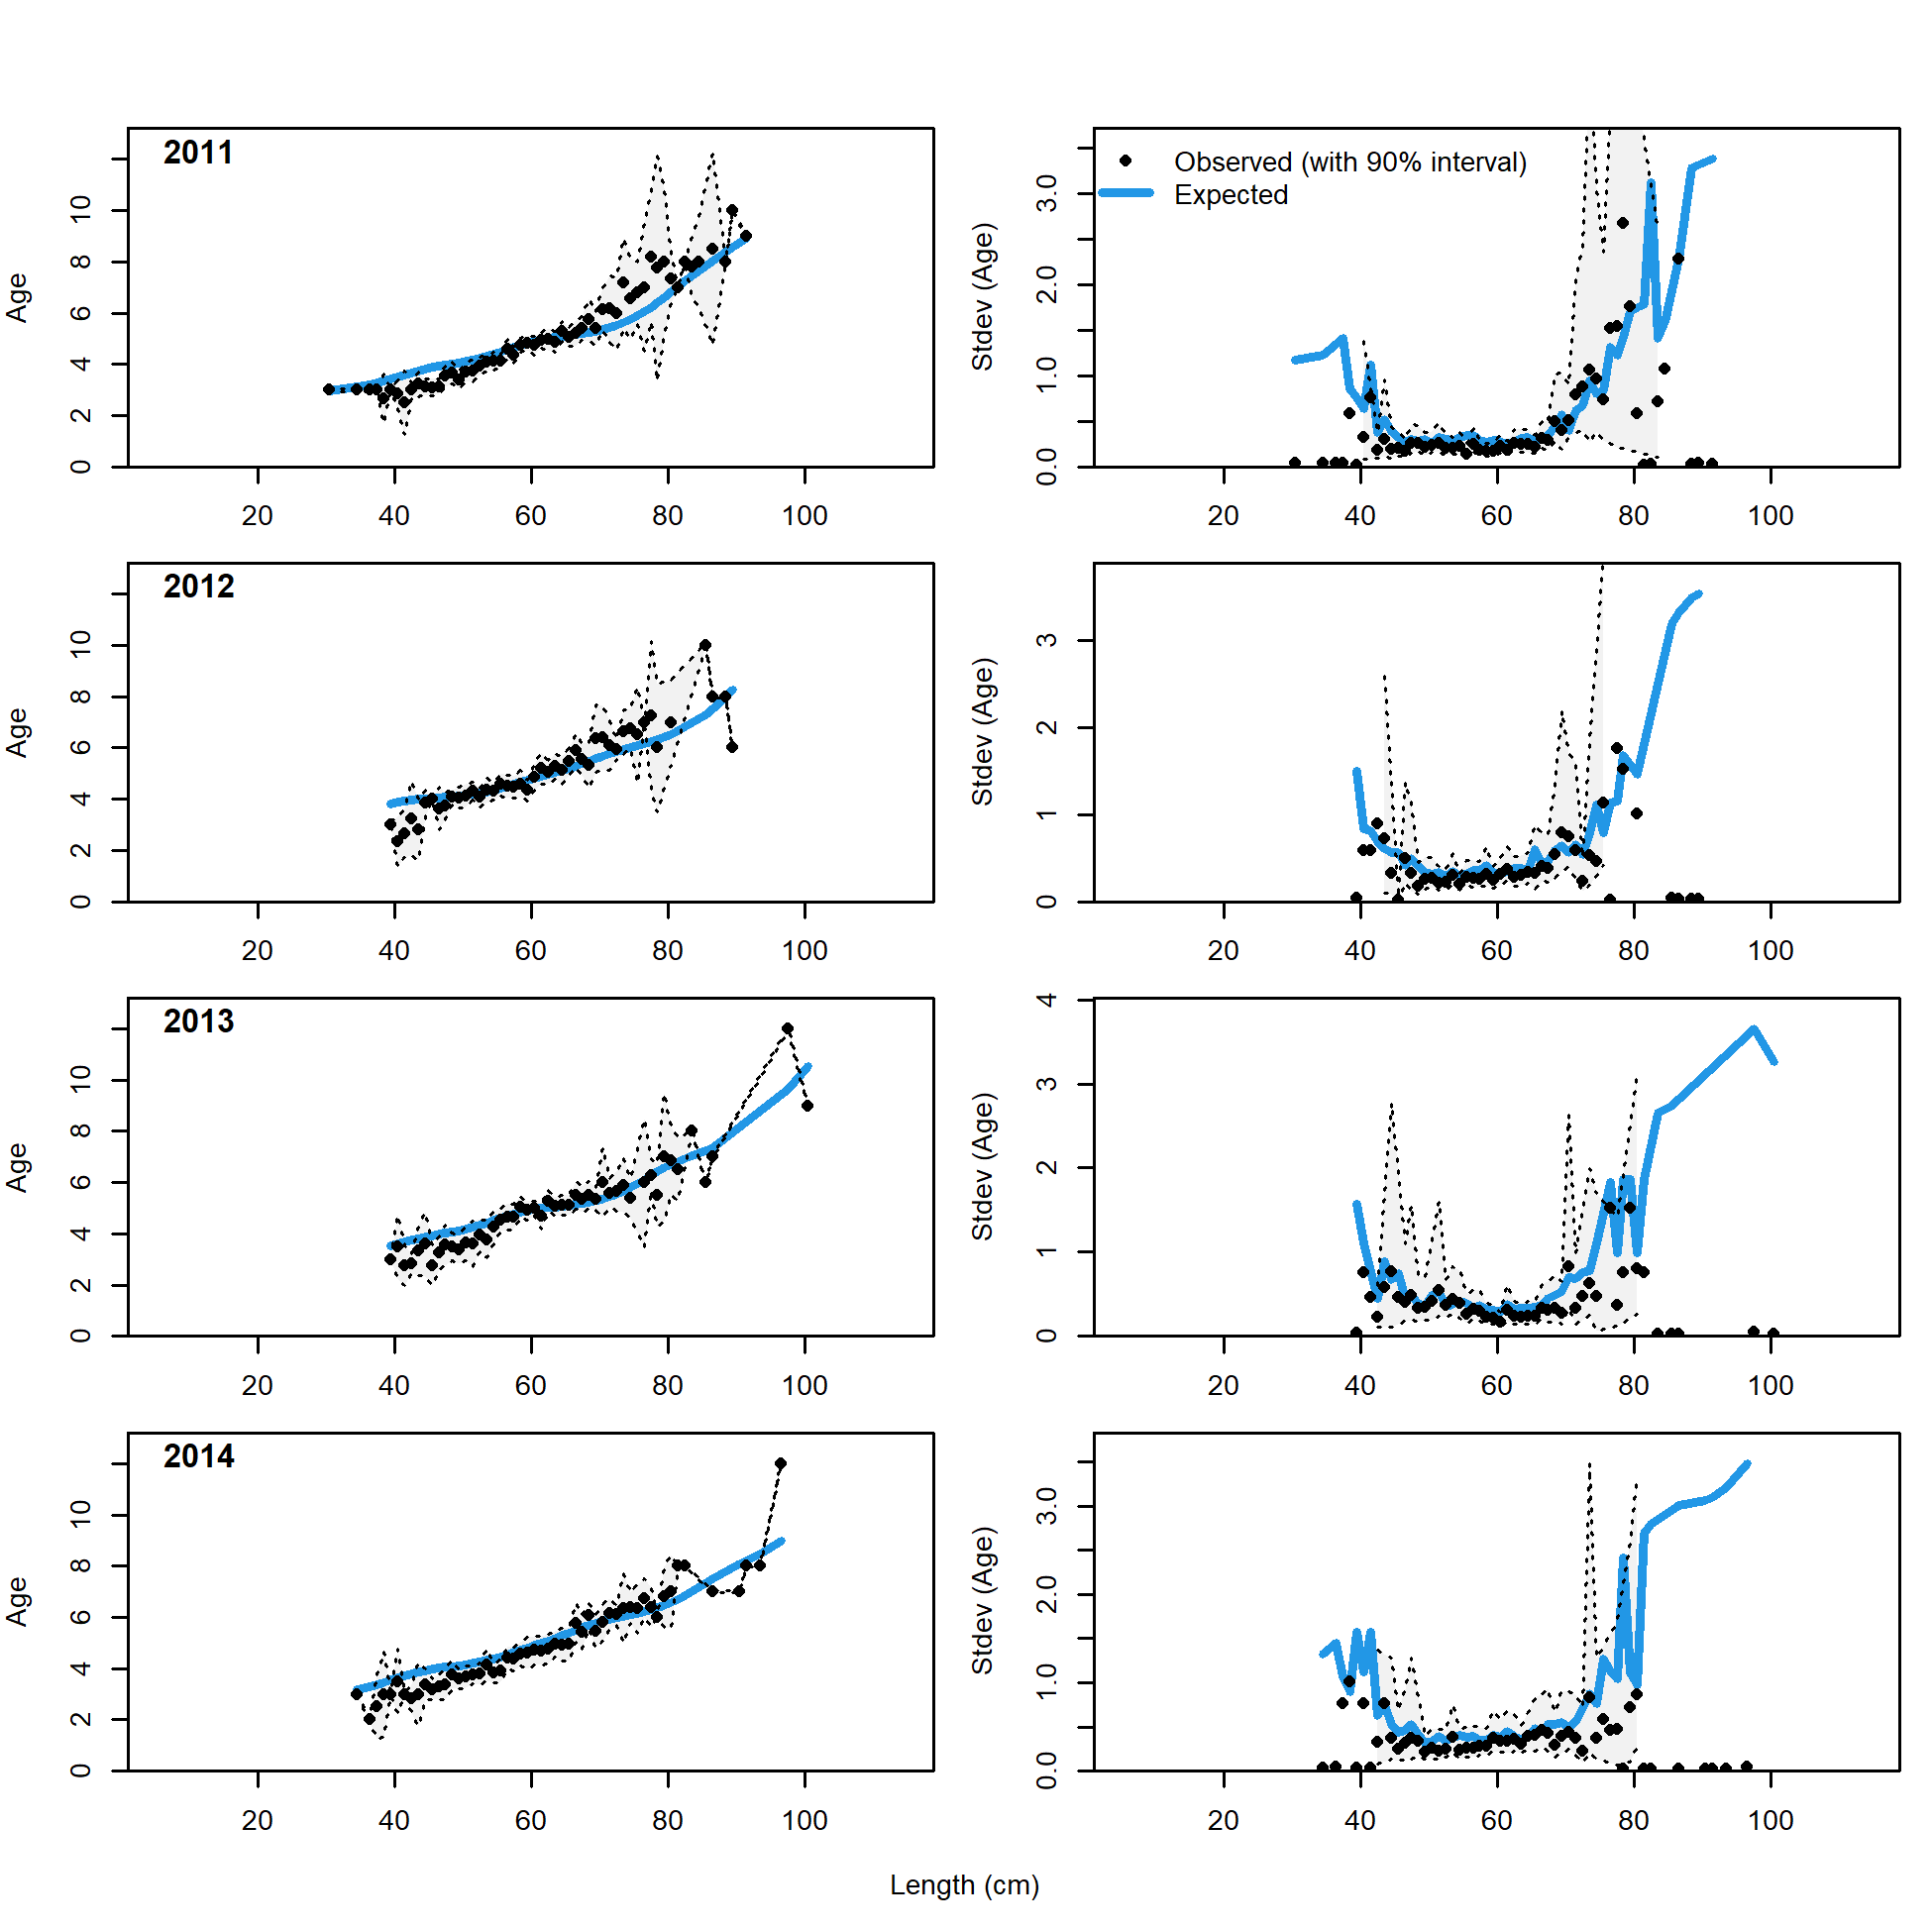 2011
Age
0 2 4 6 8 10
20 40 60 80 100
Observed (with 90% interval)
Expected
Stdev (Age)
0.0 1.0 2.0 3.0
20 40 60 80 100
2012
Age
0 2 4 6 8 10
20 40 60 80 100
Stdev (Age)
0 1 2 3
20 40 60 80 100
2013
Age
0 2 4 6 8 10
20 40 60 80 100
Stdev (Age)
0 1 2 3 4
20 40 60 80 100
2014
Age
0 2 4 6 8 10
20 40 60 80 100
Stdev (Age)
0.0 1.0 2.0 3.0
20 40 60 80 100
Length (cm)